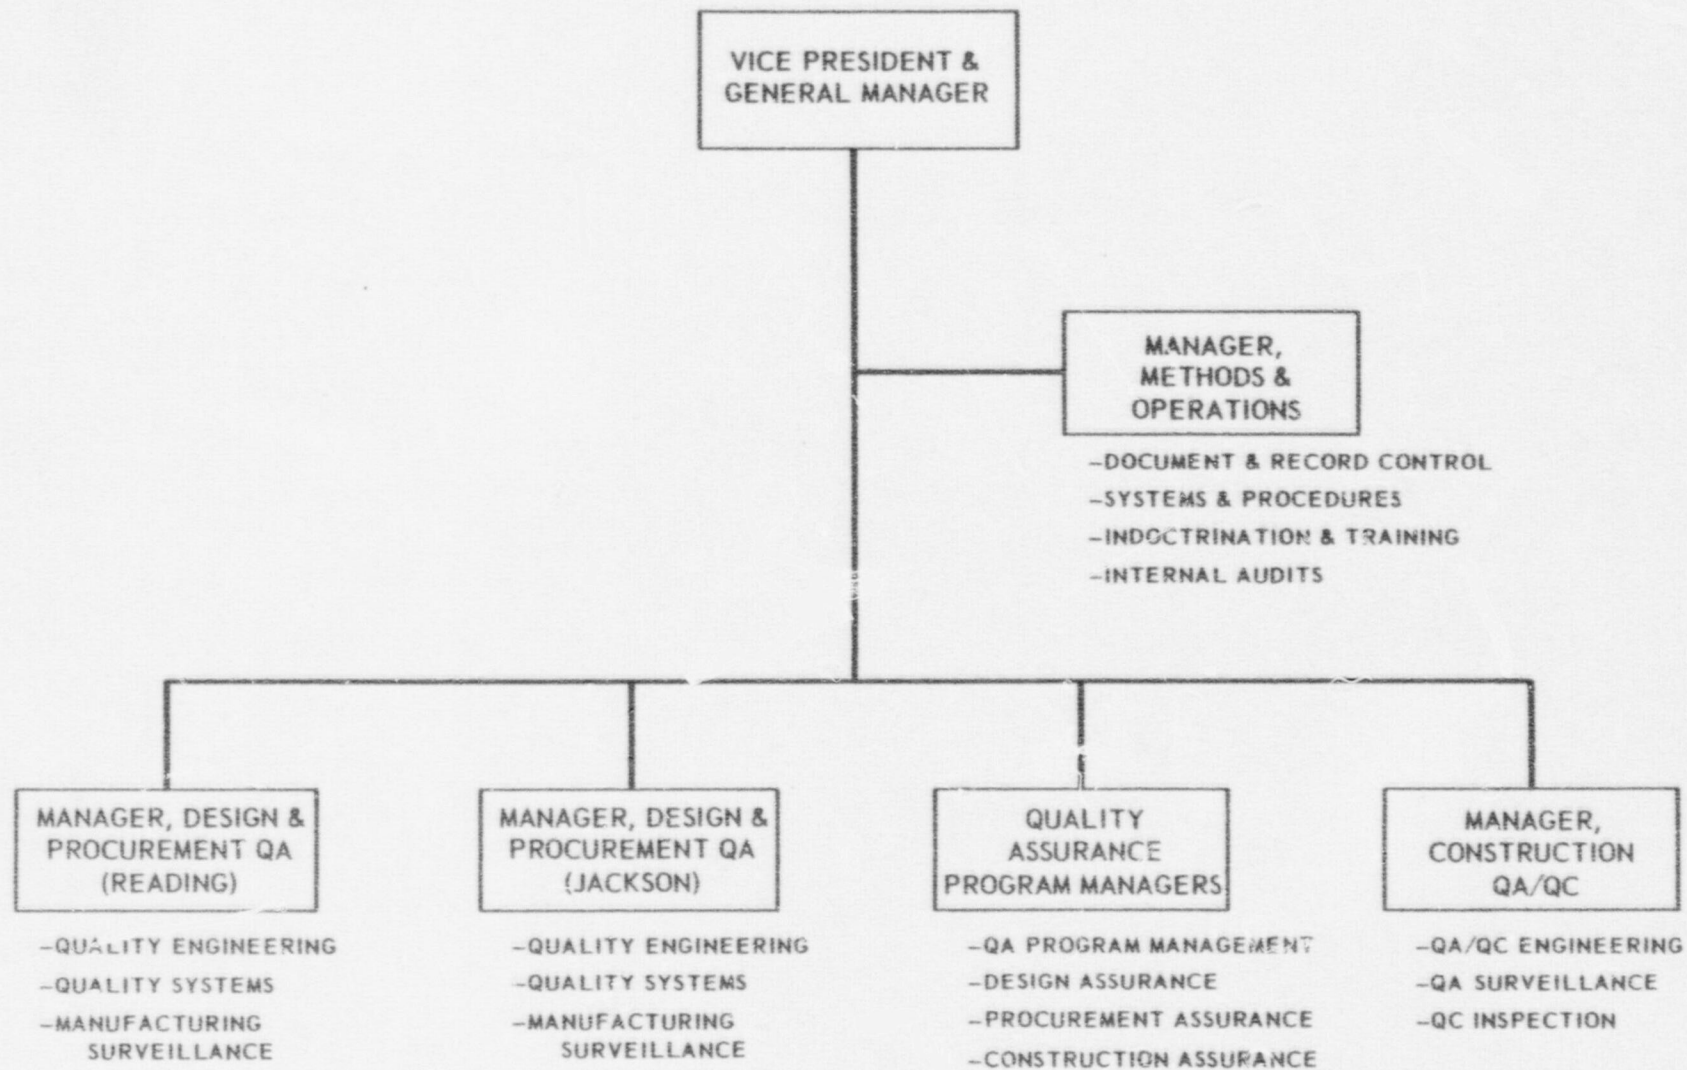 VICE PRESIDENT &
GENERAL MANAGER
MANAGER,
METHODS &
OPERATIONS
-DOCUMENT & RECORD CONTROL
-SYSTEMS & PROCEDURES
-INDOCTRINATION & TRAINING
-INTERNAL AUDITS
MANAGER, DESIGN &
PROCUREMENT QA
(READING)
-QUALITY ENGINEERING
-QUALITY SYSTEMS
-MANUFACTURING
SURVEILLANCE
MANAGER, DESIGN &
PROCUREMENT QA
(JACKSON)
-QUALITY ENGINEERING
-QUALITY SYSTEMS
-MANUFACTURING
SURVEILLANCE
QUALITY
ASSURANCE
PROGRAM MANAGERS
-QA PROGRAM MANAGEMENT
-DESIGN ASSURANCE
-PROCUREMENT ASSURANCE
-CONSTRUCTION ASSURANCE
MANAGER,
CONSTRUCTION
QA/QC
-QA/QC ENGINEERING
-QA SURVEILLANCE
-QC INSPECTION